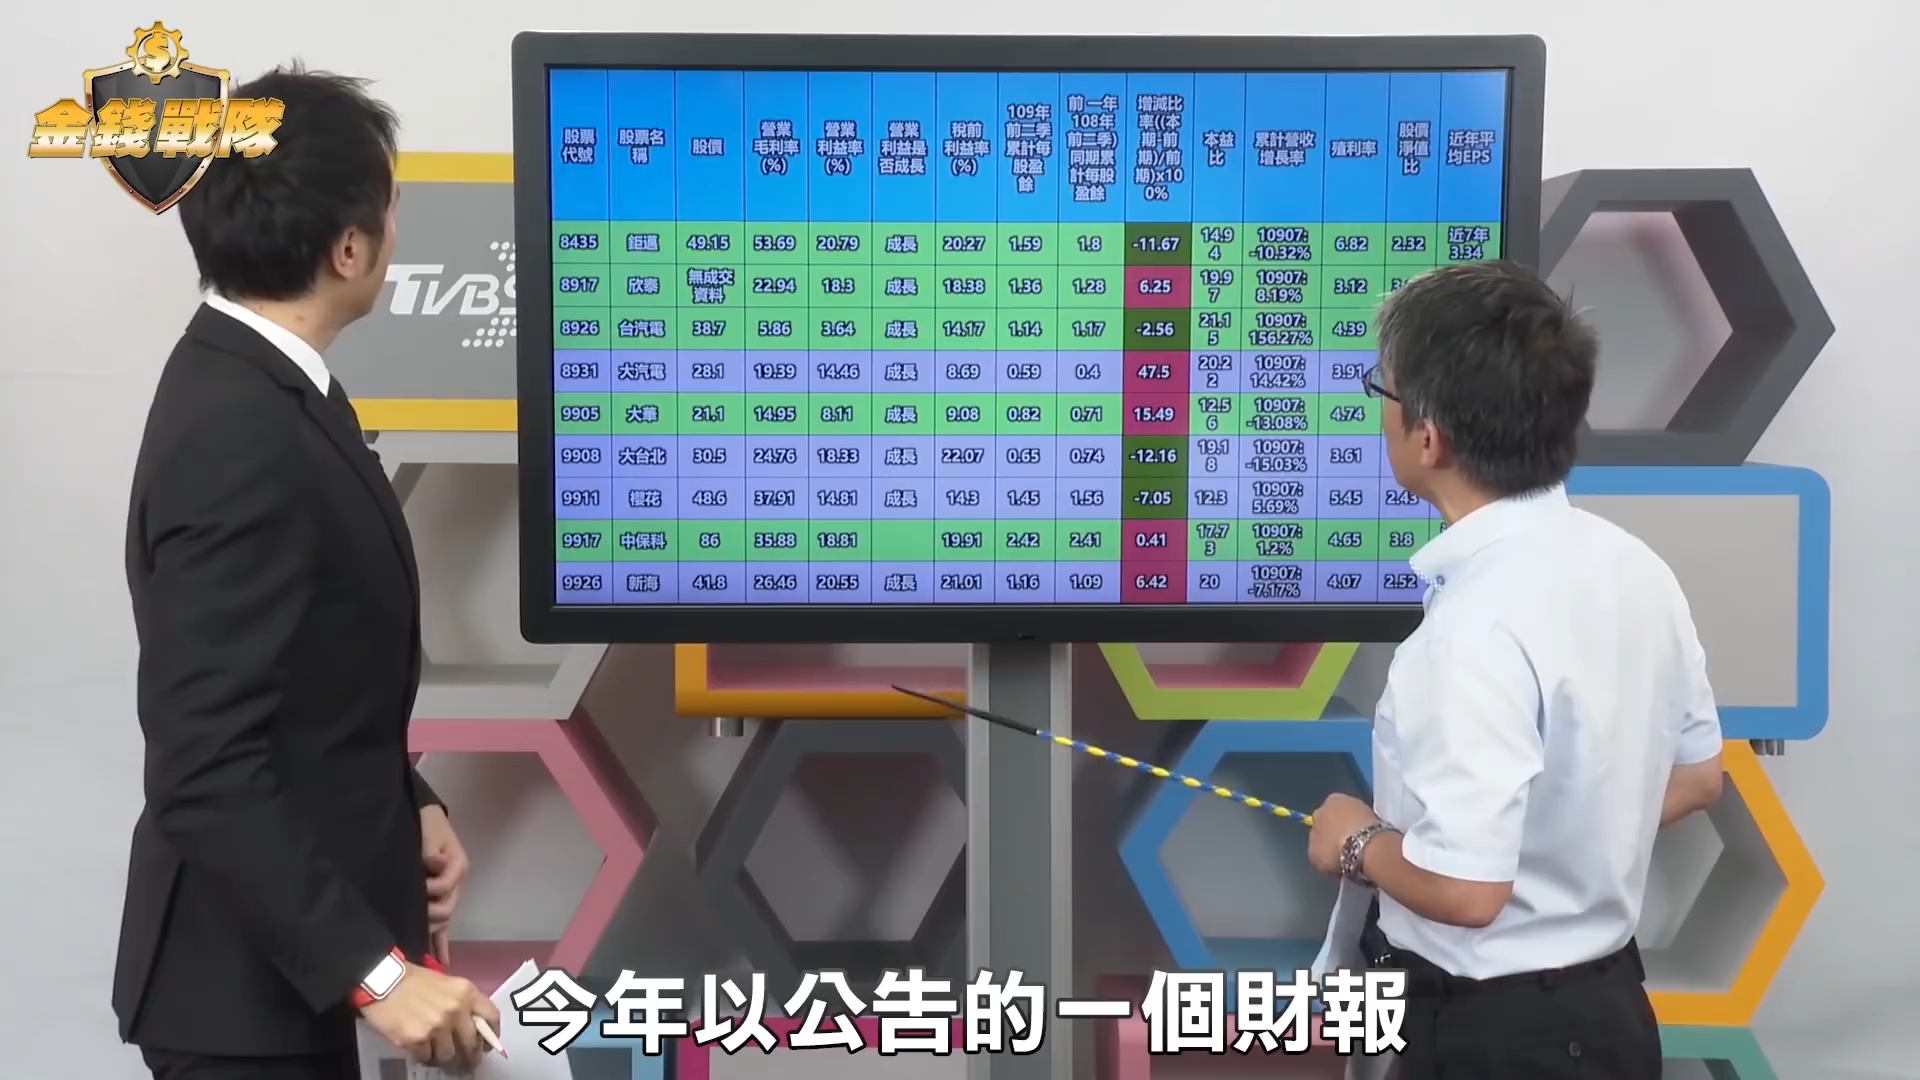 金錢戰隊
TVBS
股票代號 股票名稱 股價 營業毛利率(%) 營業利益率(%) 營業利益是否成長 稅前利益率(%) 109年前二季累計每股盈餘 前一年108年前二季)同期累計每股盈餘 增減比率((本期-前期)/前期)x100% 本益比 累計營收增長率 殖利率 股價淨值比 近年平均EPS
8435 鉅邁 49.15 53.69 20.79 成長 20.27 1.59 1.8 -11.67 14.94 10907:-10.32% 6.82 2.32 近7年3.34
8917 欣泰 無成交資料 22.94 18.3 成長 18.38 1.36 1.28 6.25 19.97 10907:8.19% 3.12
8926 台汽電 38.7 5.86 3.64 成長 14.17 1.14 1.17 -2.56 21.15 10907:156.27% 4.39
8931 大汽電 28.1 19.39 14.46 成長 8.69 0.59 0.4 47.5 20.22 10907:14.42% 3.91
9905 大華 21.1 14.95 8.11 成長 9.08 0.82 0.71 15.49 12.56 10907:-13.08% 4.74
9908 大台北 30.5 24.76 18.33 成長 22.07 0.65 0.74 -12.16 19.18 10907:-15.03% 3.61
9911 櫻花 48.6 37.91 14.81 成長 14.3 1.45 1.56 -7.05 12.3 10907:5.69% 5.45 2.43
9917 中保科 86 35.88 18.81 19.91 2.42 2.41 0.41 17.73 10907:1.2% 4.65 3.8
9926 新海 41.8 26.46 20.55 成長 21.01 1.16 1.09 6.42 20 10907:-7.17% 4.07 2.52
今年以公告的一個財報